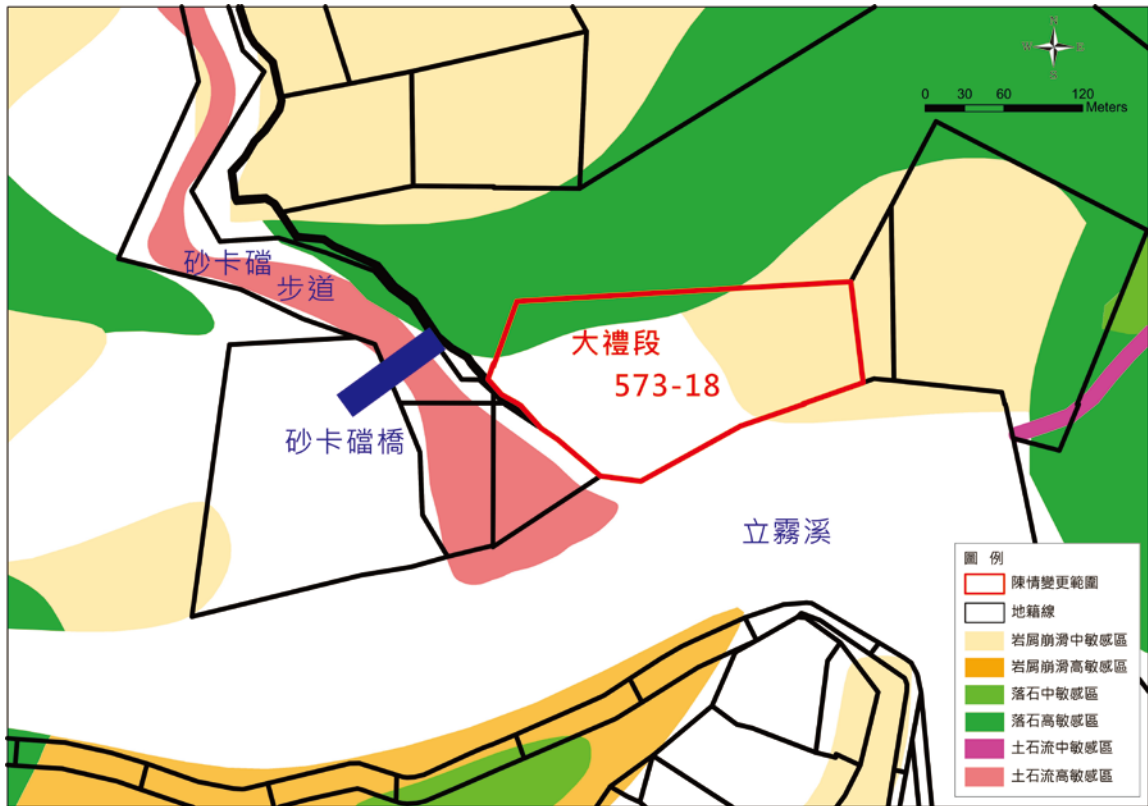 N
W
E
S
0 30 60 120
Meters
砂卡礑
步道
大禮段
573-18
砂卡礑橋
立霧溪
圖 例
陳情變更範圍
地籍線
岩屑崩滑中敏感區
岩屑崩滑高敏感區
落石中敏感區
落石高敏感區
土石流中敏感區
土石流高敏感區